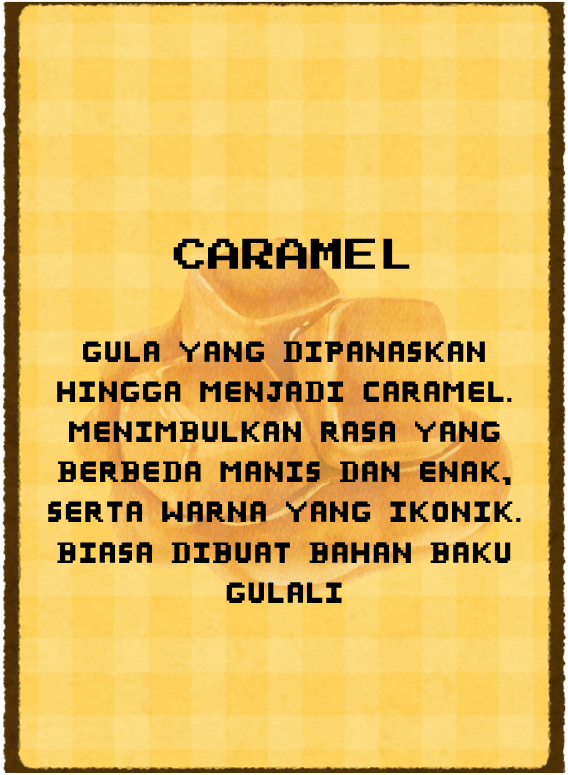 CARAMEL
GULA YANG DIPANASKAN
HINGGA MENJADI CARAMEL.
MENIMBULKAN RASA YANG
BERBEDA MANIS DAN ENAK,
SERTA WARNA YANG IKONIK.
BIASA DIBUAT BAHAN BAKU
GULALI